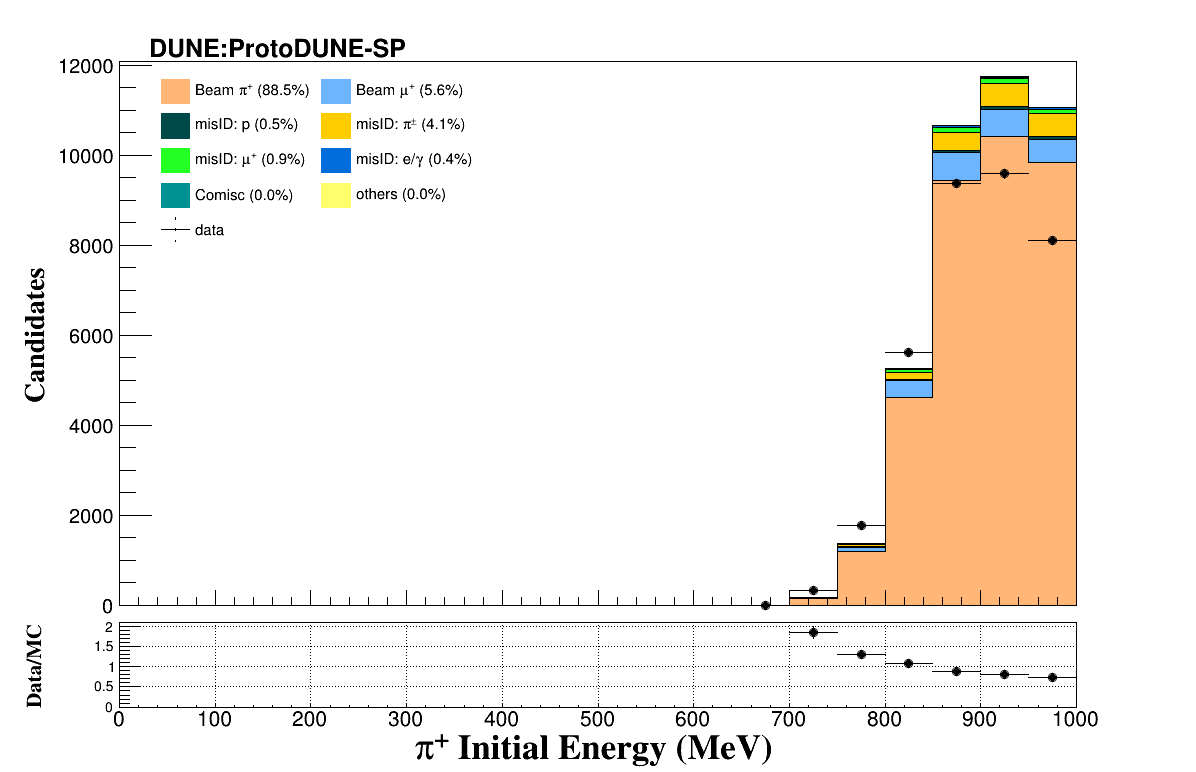 DUNE:ProtoDUNE-SP
12000
10000
8000
6000
4000
2000
0
Candidates
Beam π⁺ (88.5%)
Beam μ⁺ (5.6%)
misID: p (0.5%)
misID: π± (4.1%)
misID: μ⁺ (0.9%)
misID: e/γ (0.4%)
Comisc (0.0%)
others (0.0%)
data
Data/MC
2
1.5
1
0.5
0
0 100 200 300 400 500 600 700 800 900 1000
π⁺ Initial Energy (MeV)